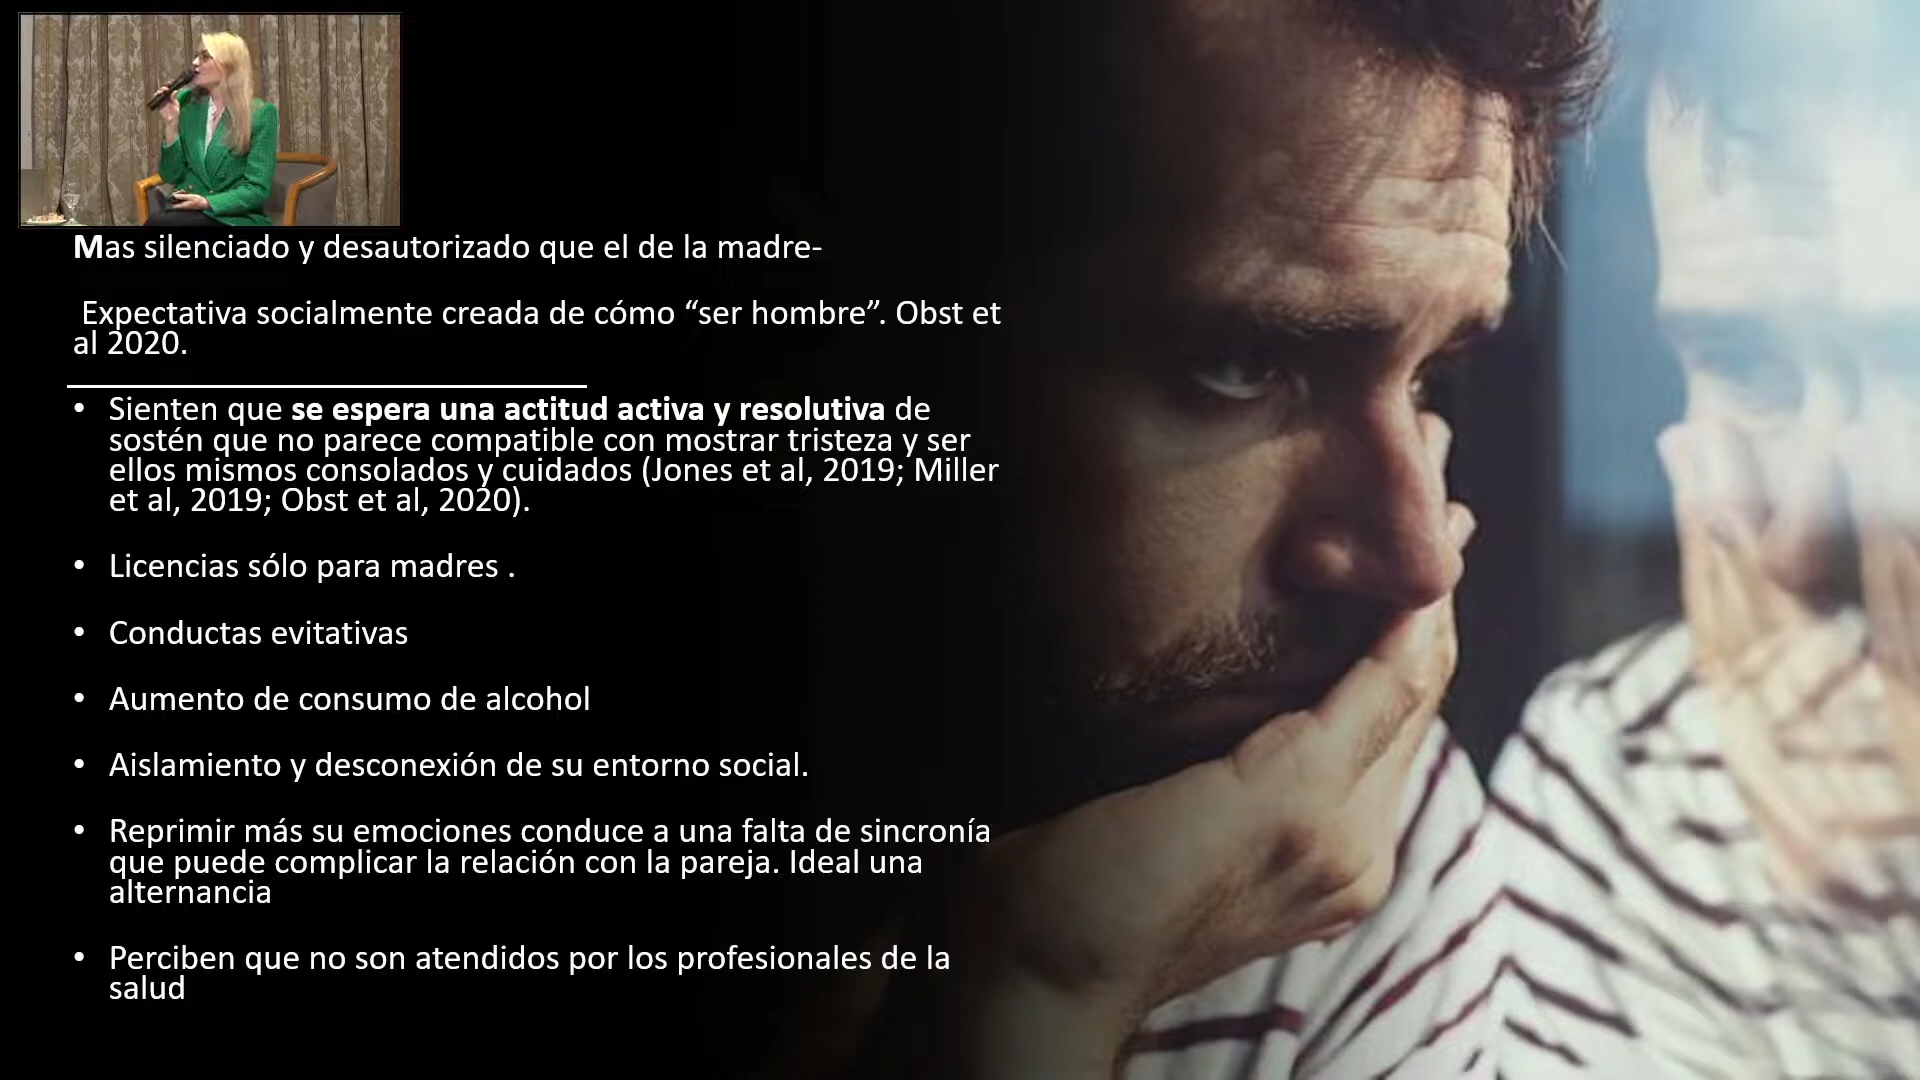 Mas silenciado y desautorizado que el de la madre-
Expectativa socialmente creada de cómo “ser hombre”. Obst et
al 2020.
• Sienten que se espera una actitud activa y resolutiva de
sostén que no parece compatible con mostrar tristeza y ser
ellos mismos consolados y cuidados (Jones et al, 2019; Miller
et al, 2019; Obst et al, 2020).
• Licencias sólo para madres .
• Conductas evitativas
• Aumento de consumo de alcohol
• Aislamiento y desconexión de su entorno social.
• Reprimir más su emociones conduce a una falta de sincronía
que puede complicar la relación con la pareja. Ideal una
alternancia
• Perciben que no son atendidos por los profesionales de la
salud